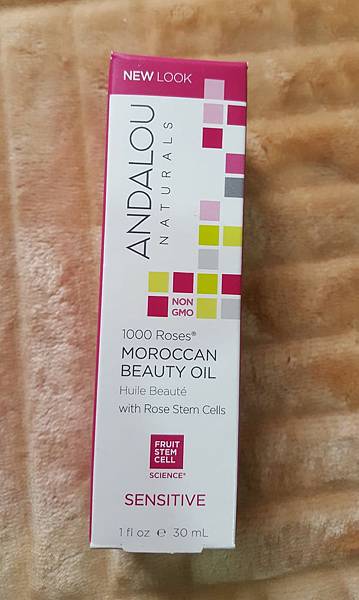 NEW LOOK
ANDALOU
NATURALS
NON
GMO
1000 Roses®
MOROCCAN
BEAUTY OIL
Huile Beauté
with Rose Stem Cells
FRUIT
STEM
CELL
SCIENCE®
SENSITIVE
1 fl oz ℮ 30 mL